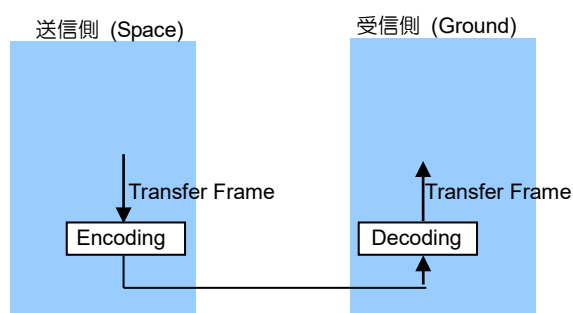 送信側 (Space)
受信側 (Ground)
Transfer Frame
Transfer Frame
Encoding
Decoding